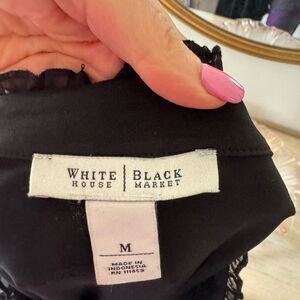 WHITE | BLACK
HOUSE | MARKET
M
MADE IN
INDONESIA